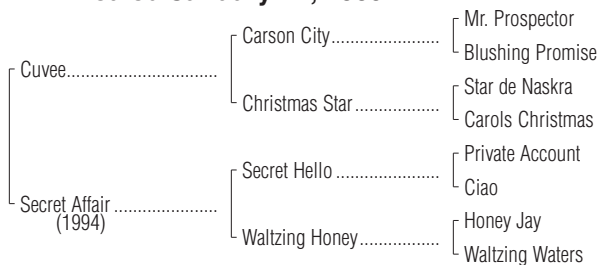 Mr. Prospector
Carson City
Blushing Promise
Cuvee
Star de Naskra
Christmas Star
Carols Christmas
Private Account
Secret Hello
Ciao
Secret Affair
(1994)
Honey Jay
Waltzing Honey
Waltzing Waters